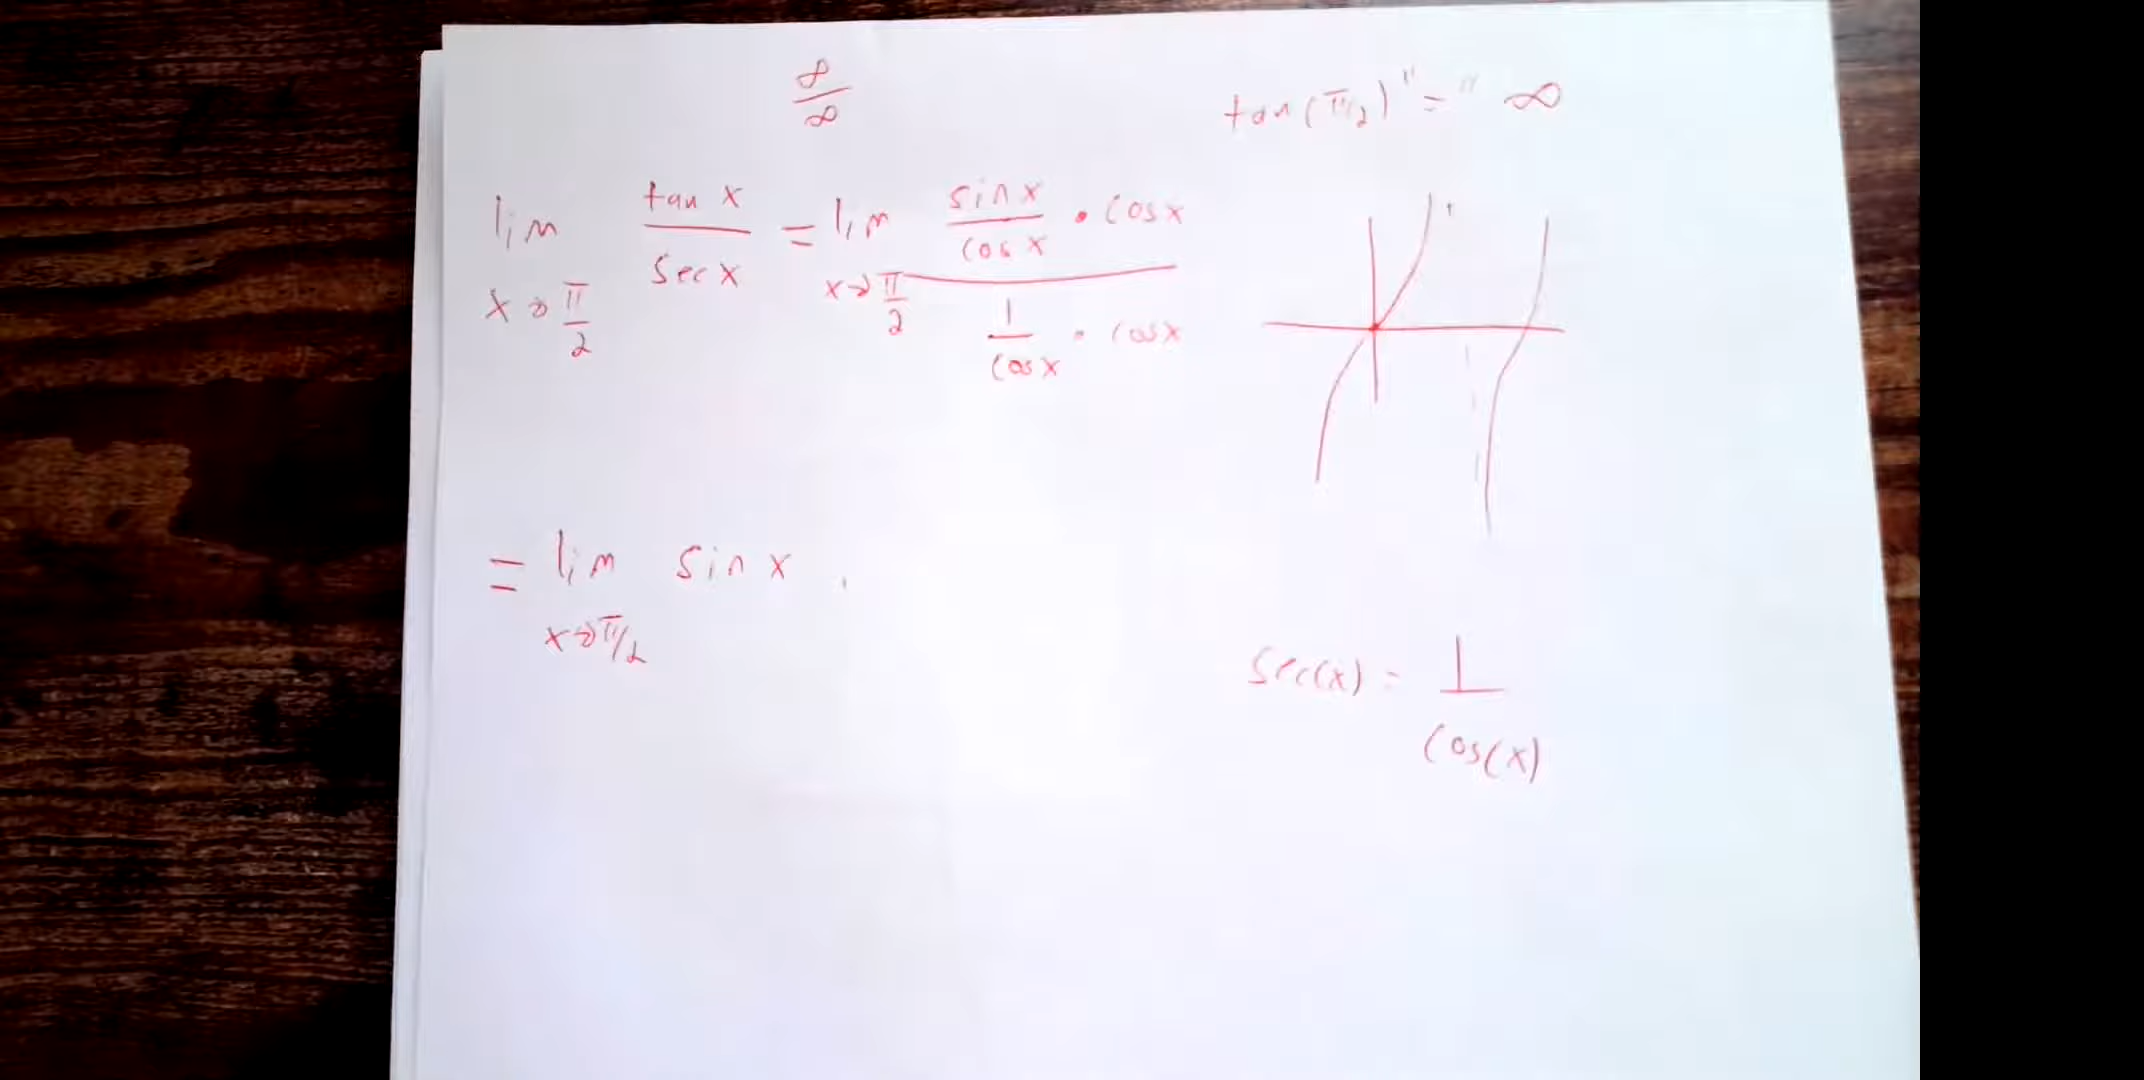 ∞/∞
tan(π/2) "=" ∞
lim x→π/2 tan x / sec x = lim x→π/2 (sin x / cos x • cos x) / (1 / cos x • cos x)
= lim x→π/2 sin x
sec(x) = 1 / cos(x)